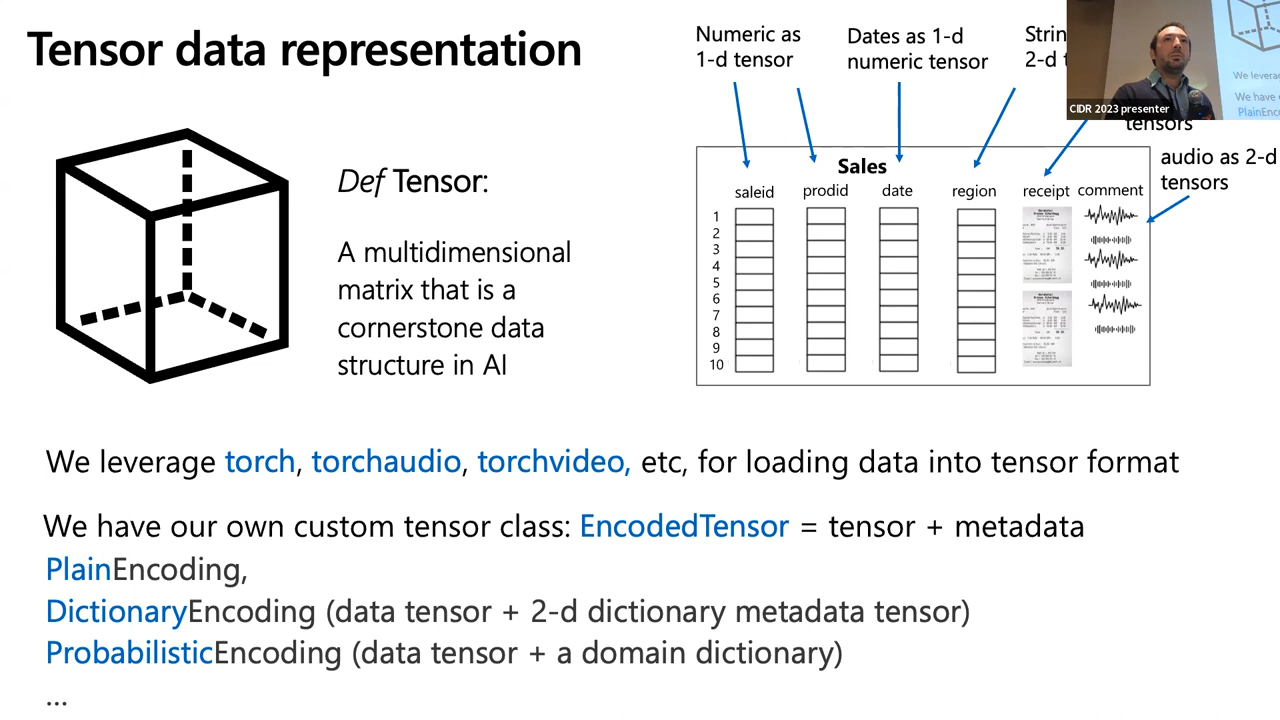 Tensor data representation
Def Tensor:
A multidimensional
matrix that is a
cornerstone data
structure in AI
Numeric as
1-d tensor
Dates as 1-d
numeric tensor
2-d
tensors
audio as 2-d
tensors
CIDR 2023 presenter
We have
Sales
saleid prodid date region receipt comment
1
2
3
4
5
6
7
8
9
10
We leverage torch, torchaudio, torchvideo, etc, for loading data into tensor format
We have our own custom tensor class: EncodedTensor = tensor + metadata
PlainEncoding,
DictionaryEncoding (data tensor + 2-d dictionary metadata tensor)
ProbabilisticEncoding (data tensor + a domain dictionary)
...